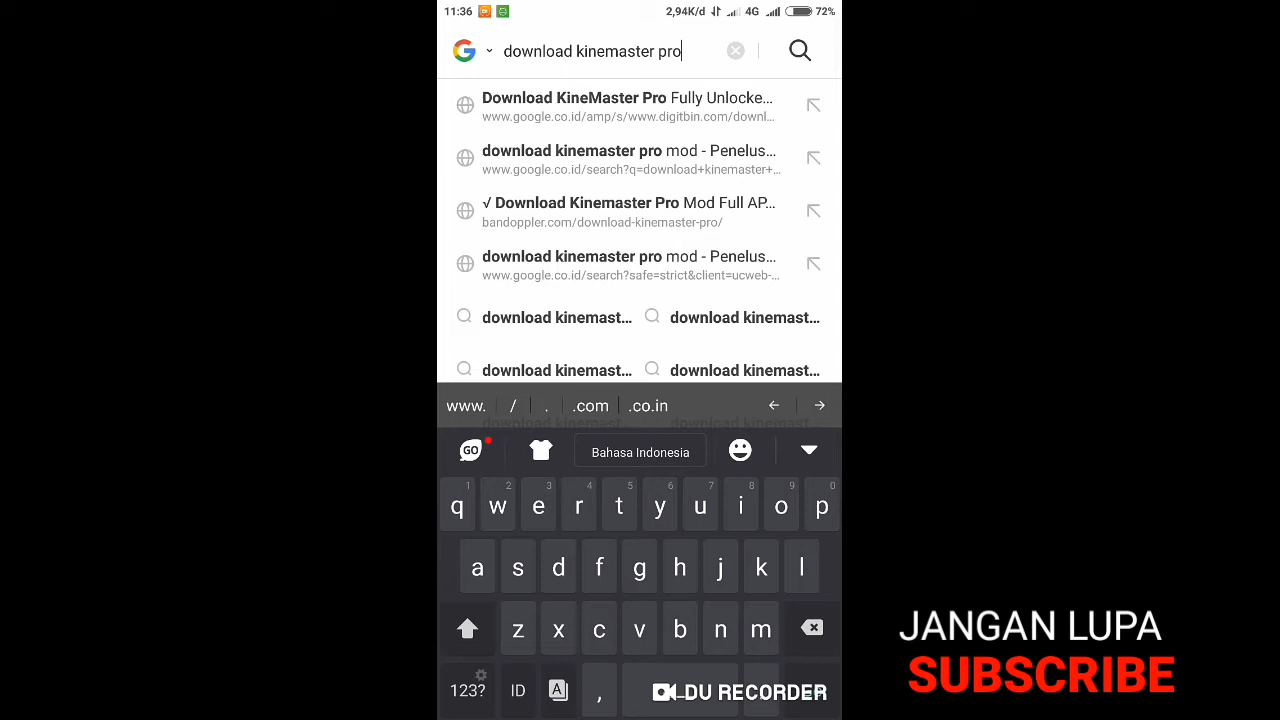 11:36 2,94K/d 4G 72%
download kinemaster pro
Download KineMaster Pro Fully Unlocke...
www.google.co.id/amp/s/www.digitbin.com/downl...
download kinemaster pro mod - Penelus...
www.google.co.id/search?q=download+kinemaster+...
√ Download Kinemaster Pro Mod Full AP...
bandoppler.com/download-kinemaster-pro/
download kinemaster pro mod - Penelus...
www.google.co.id/search?safe=strict&client=ucweb-...
download kinemast... download kinemast...
download kinemast... download kinemast...
www. / . .com .co.in
GO Bahasa Indonesia
1 2 3 4 5 6 7 8 9 0
q w e r t y u i o p
a s d f g h j k l
z x c v b n m
123? ID A ,
DU RECORDER
JANGAN LUPA
SUBSCRIBE